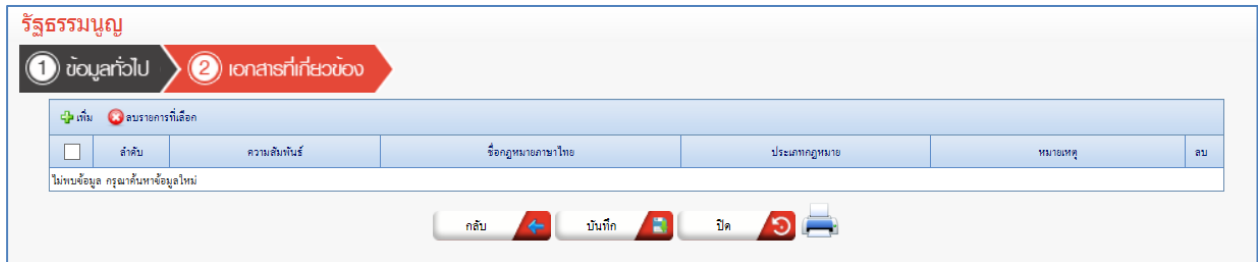 รัฐธรรมนูญ
1 ข้อมูลทั่วไป 2 เอกสารที่เกี่ยวข้อง
เพิ่ม ลบรายการที่เลือก
ลำดับ ความสัมพันธ์ ชื่อกฎหมายภาษาไทย ประเภทกฎหมาย หมายเหตุ ลบ
ไม่พบข้อมูล กรุณาค้นหาข้อมูลใหม่
กลับ บันทึก ปิด